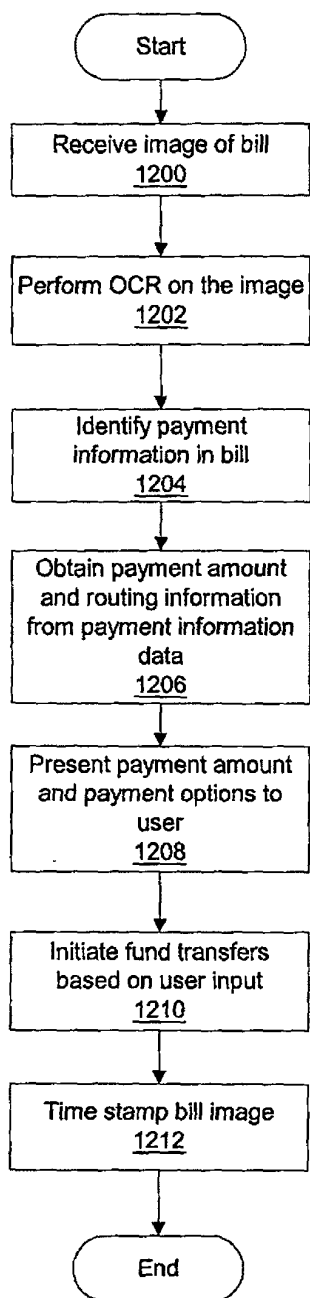 Start
Receive image of bill
1200
Perform OCR on the image
1202
Identify payment
information in bill
1204
Obtain payment amount
and routing information
from payment information
data
1206
Present payment amount
and payment options to
user
1208
Initiate fund transfers
based on user input
1210
Time stamp bill image
1212
End